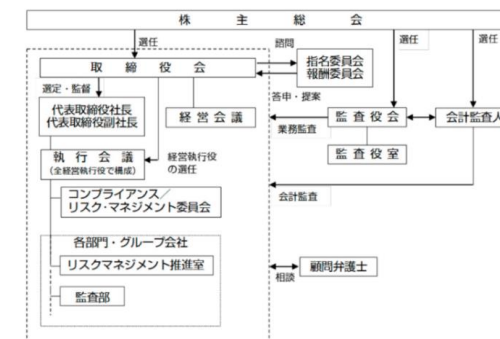 株主総会
選任
諮問
選任
選任
取締役会
指名委員会
報酬委員会
選定・監督
答申・提案
代表取締役社長
代表取締役副社長
経営会議
監査役会
会計監査人
業務監査
執行会議
(全経営執行役で構成)
経営執行役
の選任
監査役室
コンプライアンス/
リスク・マネジメント委員会
会計監査
各部門・グループ会社
リスクマネジメント推進室
顧問弁護士
相談
監査部